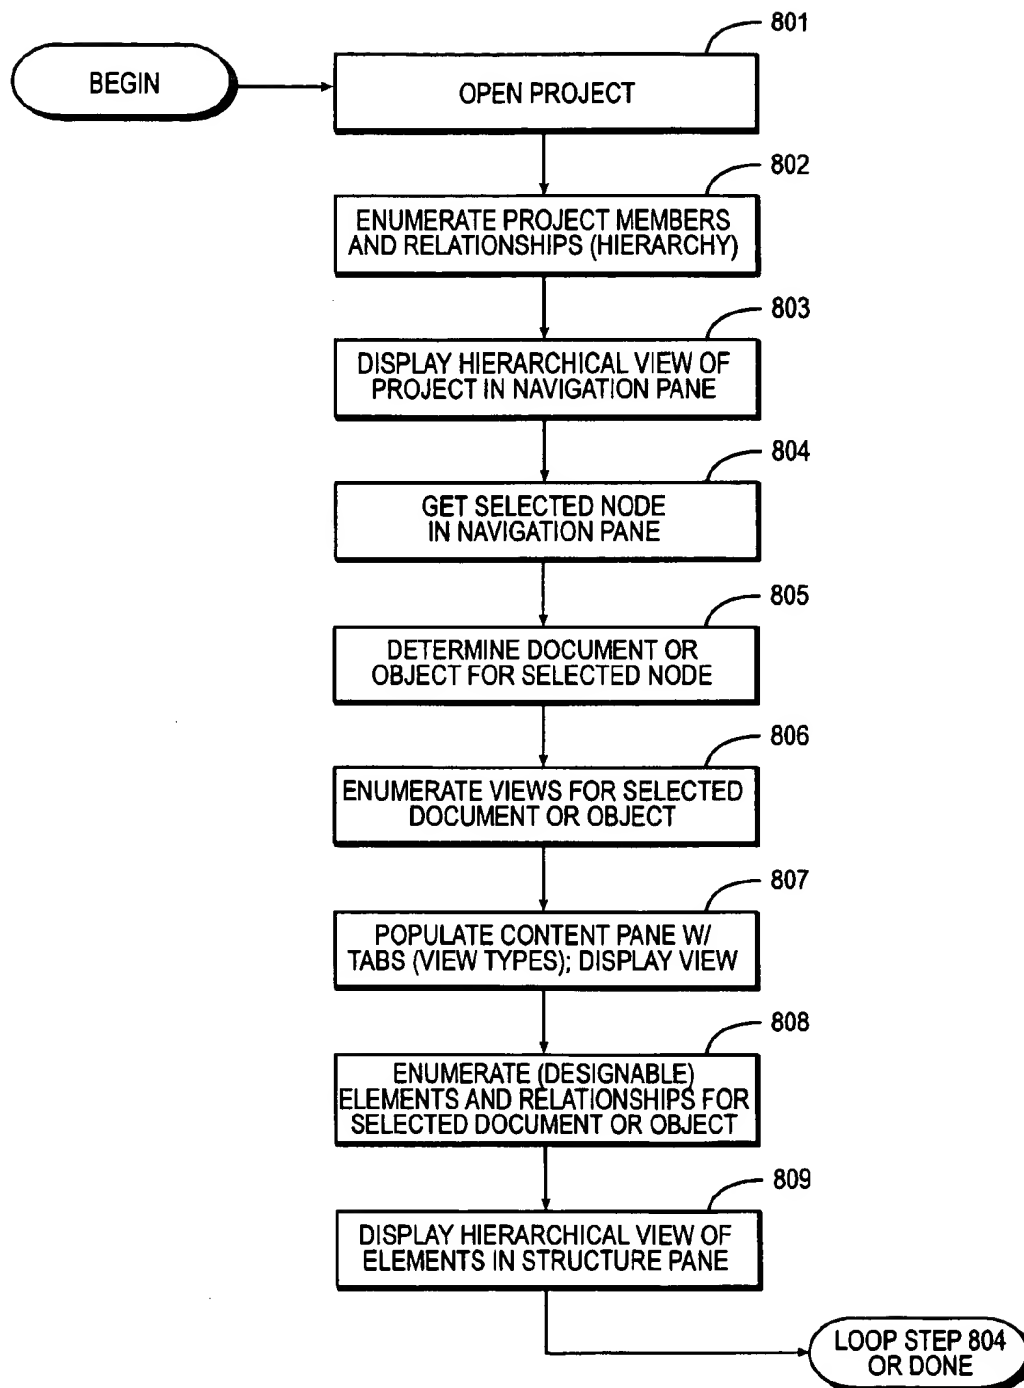 801
BEGIN
OPEN PROJECT
802
ENUMERATE PROJECT MEMBERS
AND RELATIONSHIPS (HIERARCHY)
803
DISPLAY HIERARCHICAL VIEW OF
PROJECT IN NAVIGATION PANE
804
GET SELECTED NODE
IN NAVIGATION PANE
805
DETERMINE DOCUMENT OR
OBJECT FOR SELECTED NODE
806
ENUMERATE VIEWS FOR SELECTED
DOCUMENT OR OBJECT
807
POPULATE CONTENT PANE W/
TABS (VIEW TYPES); DISPLAY VIEW
808
ENUMERATE (DESIGNABLE)
ELEMENTS AND RELATIONSHIPS FOR
SELECTED DOCUMENT OR OBJECT
809
DISPLAY HIERARCHICAL VIEW OF
ELEMENTS IN STRUCTURE PANE
LOOP STEP 804
OR DONE